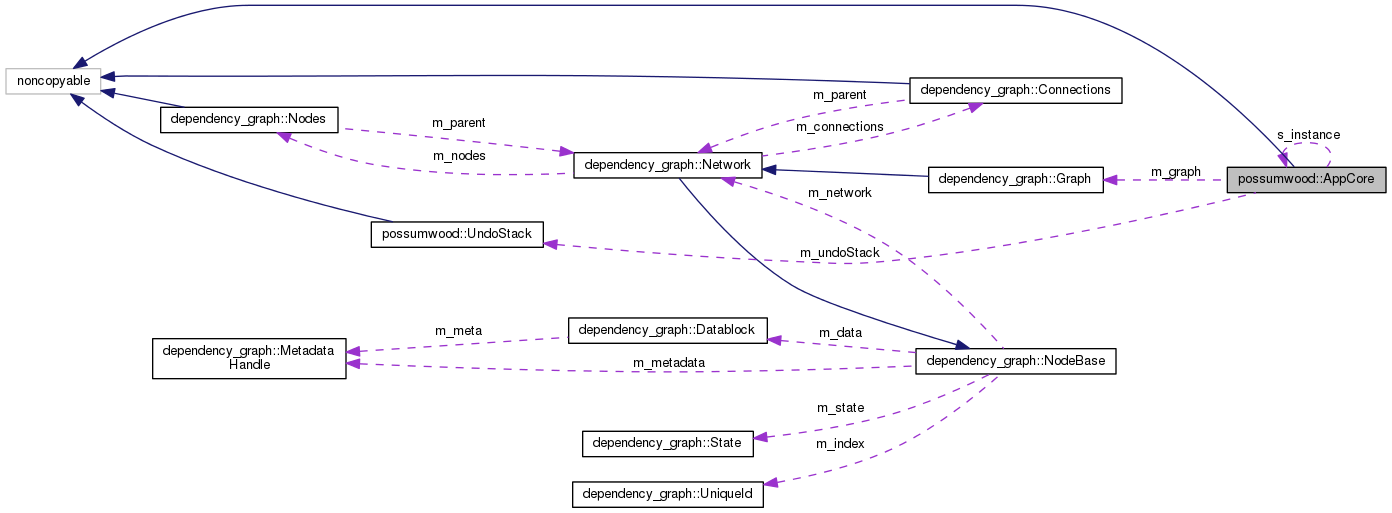 noncopyable
dependency_graph::Connections
m_parent
dependency_graph::Nodes
m_parent
m_connections
s_instance
m_nodes
dependency_graph::Network
m_graph
dependency_graph::Graph
possumwood::AppCore
m_network
possumwood::UndoStack
m_undoStack
m_meta
dependency_graph::Datablock
m_data
dependency_graph::Metadata
Handle
m_metadata
dependency_graph::NodeBase
m_state
dependency_graph::State
m_index
dependency_graph::UniqueId